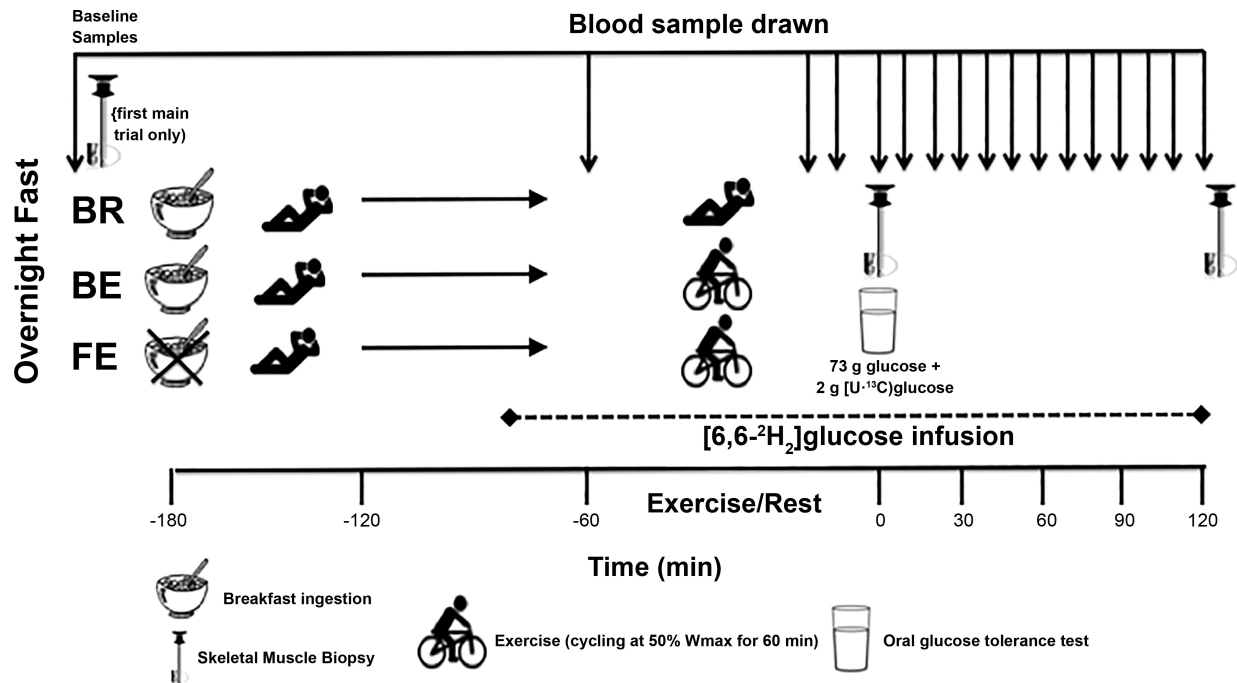 Baseline
Samples
Blood sample drawn
{first main
trial only)
Overnight Fast
BR
BE
FE
73 g glucose +
2 g [U·¹³C)glucose
[6,6-²H₂]glucose infusion
Exercise/Rest
-180
-120
-60
0
30
60
90
120
Time (min)
Breakfast ingestion
Skeletal Muscle Biopsy
Exercise (cycling at 50% Wmax for 60 min)
Oral glucose tolerance test